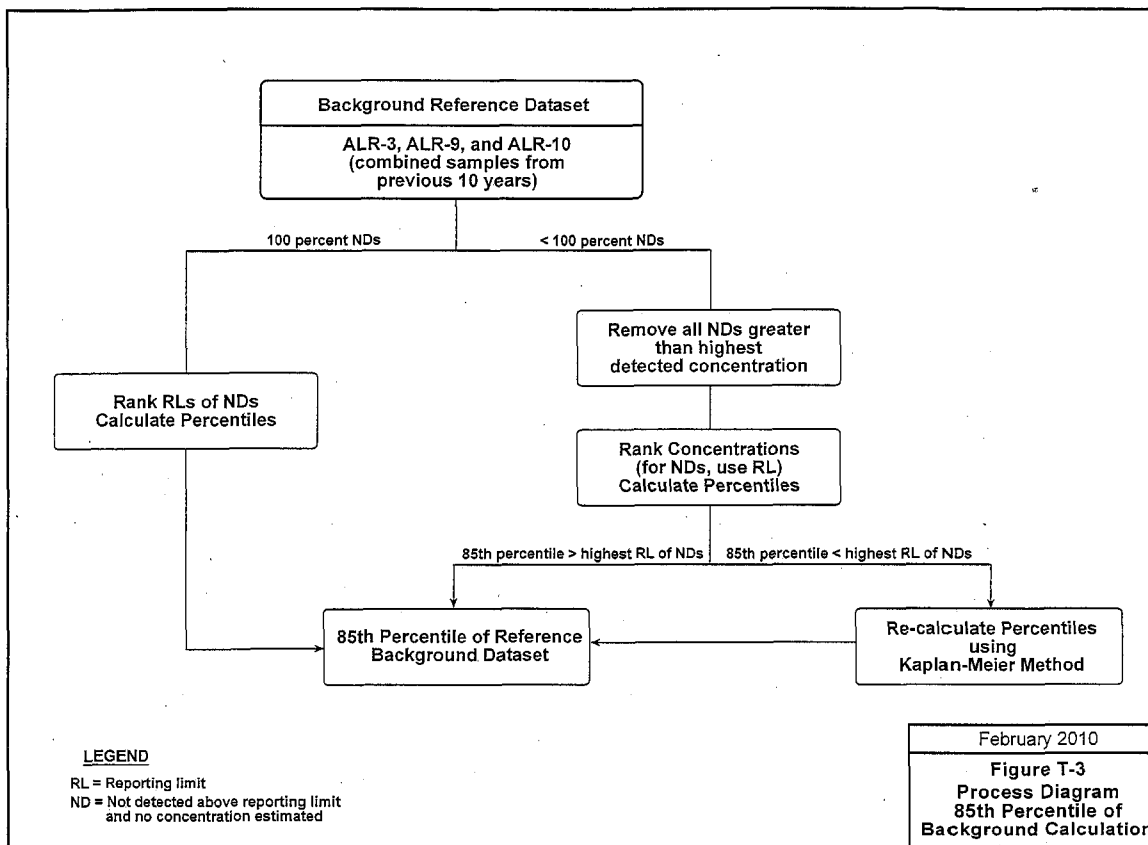 Background Reference Dataset
ALR-3, ALR-9, and ALR-10
(combined samples from
previous 10 years)
100 percent NDs
< 100 percent NDs
Remove all NDs greater
than highest
detected concentration
Rank RLs of NDs
Calculate Percentiles
Rank Concentrations
(for NDs, use RL)
Calculate Percentiles
85th percentile > highest RL of NDs
85th percentile < highest RL of NDs
85th Percentile of Reference
Background Dataset
Re-calculate Percentiles
using
Kaplan-Meier Method
LEGEND
RL = Reporting limit
ND = Not detected above reporting limit
and no concentration estimated
February 2010
Figure T-3
Process Diagram
85th Percentile of
Background Calculation